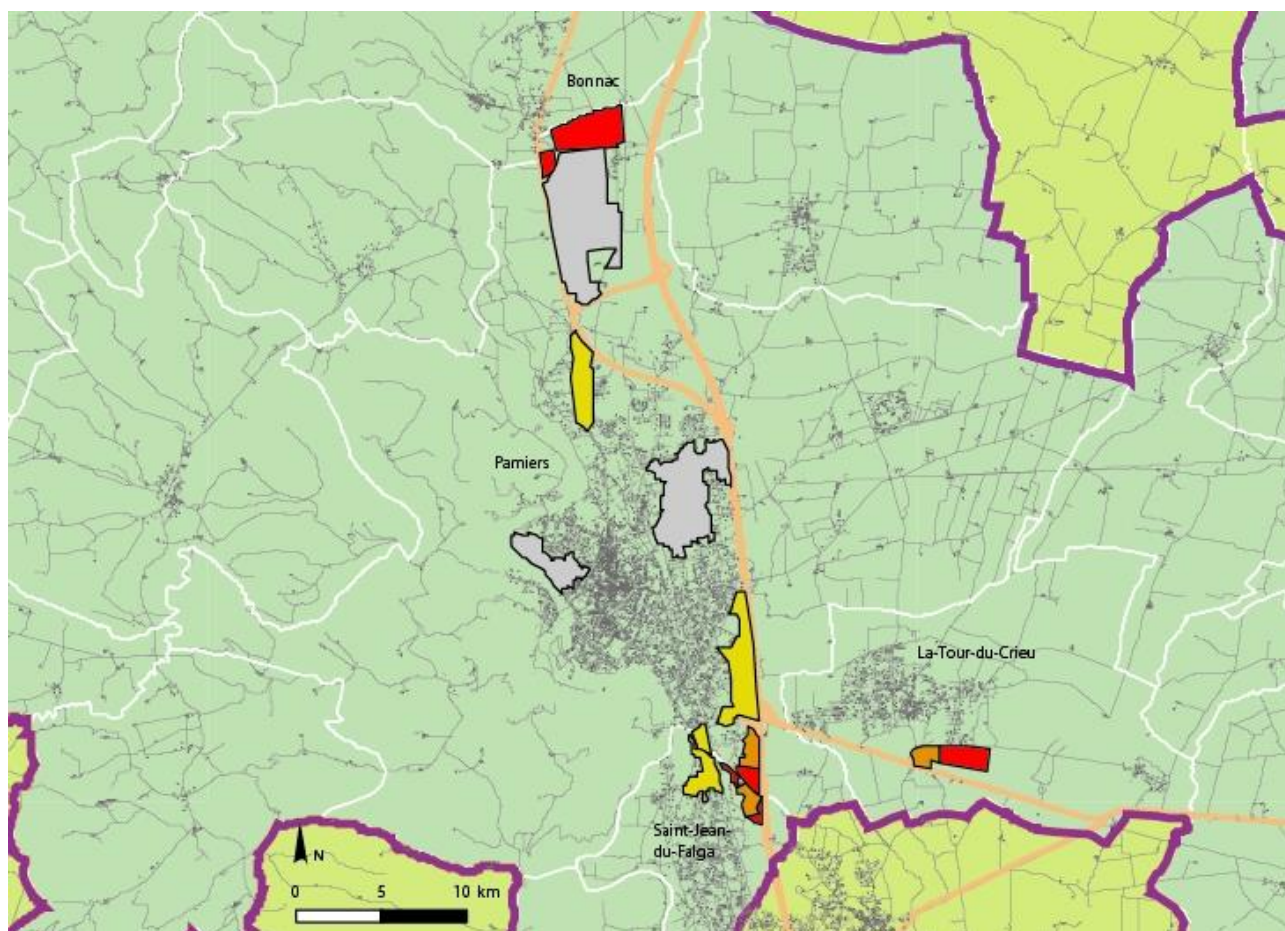 Bonnac
Pamiers
La-Tour-du-Crieu
Saint-Jean-
du-Falga
N
0 5 10 km